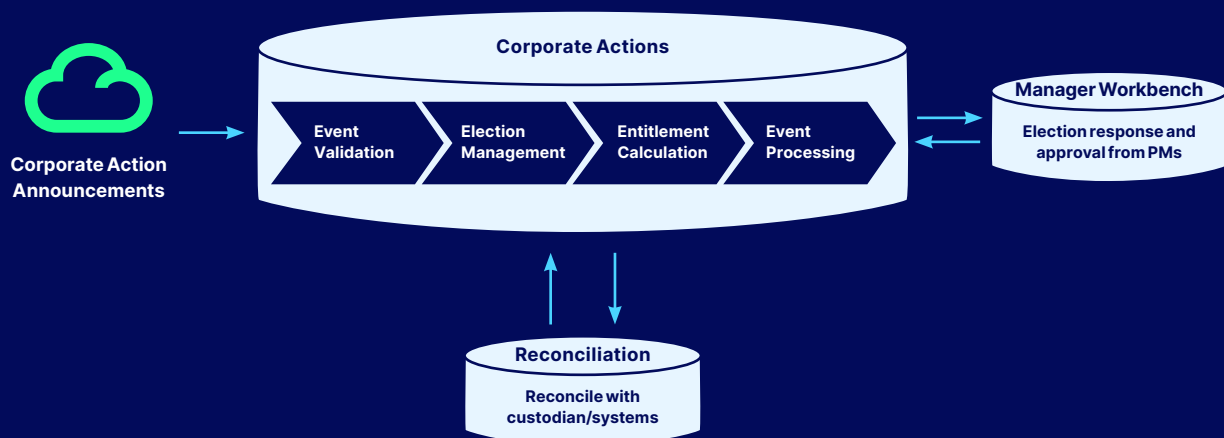 Corporate Actions
Corporate Action
Announcements
Event
Validation
Election
Management
Entitlement
Calculation
Event
Processing
Manager Workbench
Election response and
approval from PMs
Reconciliation
Reconcile with
custodian/systems